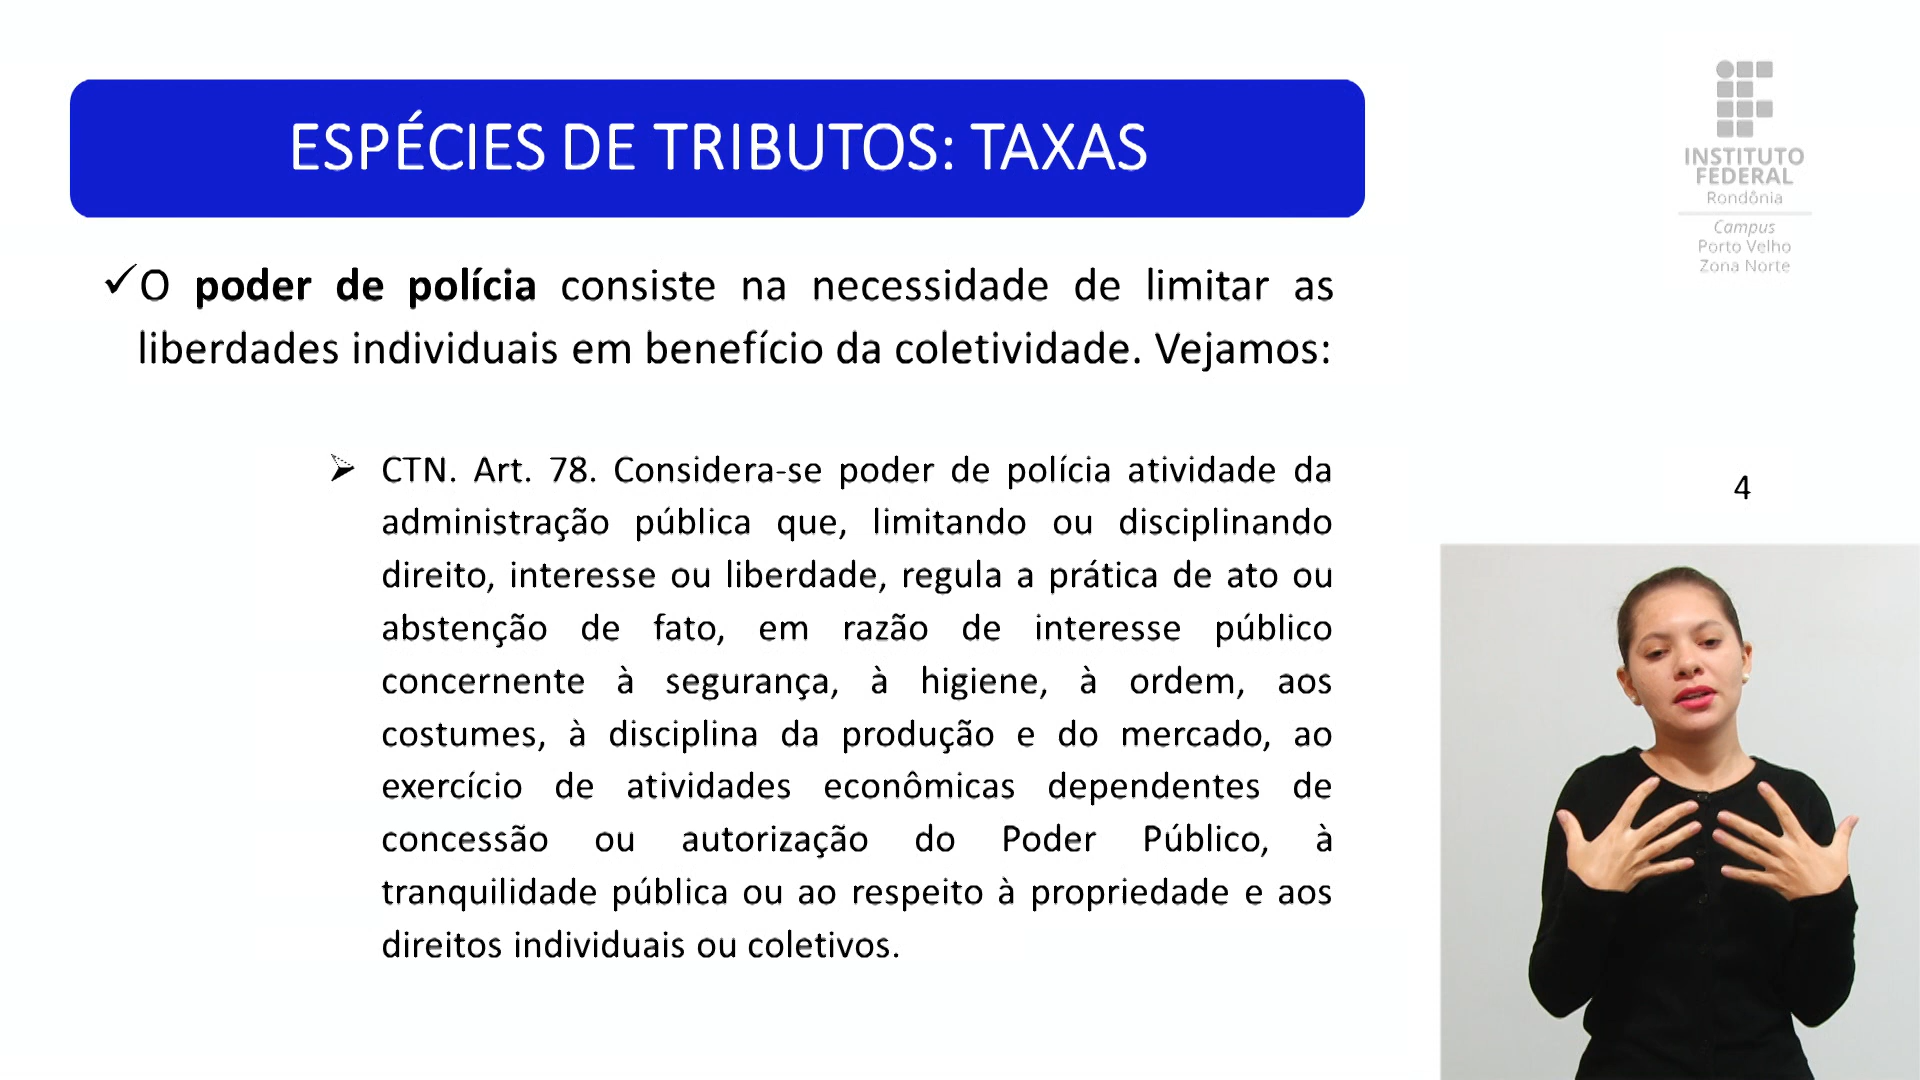 ESPÉCIES DE TRIBUTOS: TAXAS
INSTITUTO
FEDERAL
Rondônia
Campus
Porto Velho
Zona Norte
O poder de polícia consiste na necessidade de limitar as
liberdades individuais em benefício da coletividade. Vejamos:
CTN. Art. 78. Considera-se poder de polícia atividade da
administração pública que, limitando ou disciplinando
direito, interesse ou liberdade, regula a prática de ato ou
abstenção de fato, em razão de interesse público
concernente à segurança, à higiene, à ordem, aos
costumes, à disciplina da produção e do mercado, ao
exercício de atividades econômicas dependentes de
concessão ou autorização do Poder Público, à
tranquilidade pública ou ao respeito à propriedade e aos
direitos individuais ou coletivos.
4